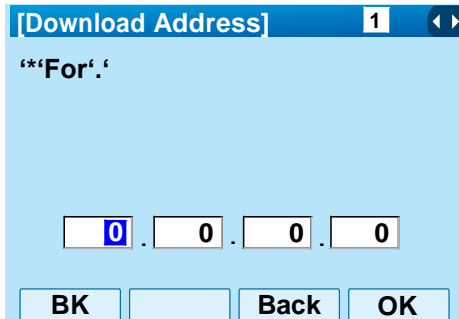 [Download Address] 1
‘*‘For‘.‘
0 . 0 . 0 . 0
BK Back OK